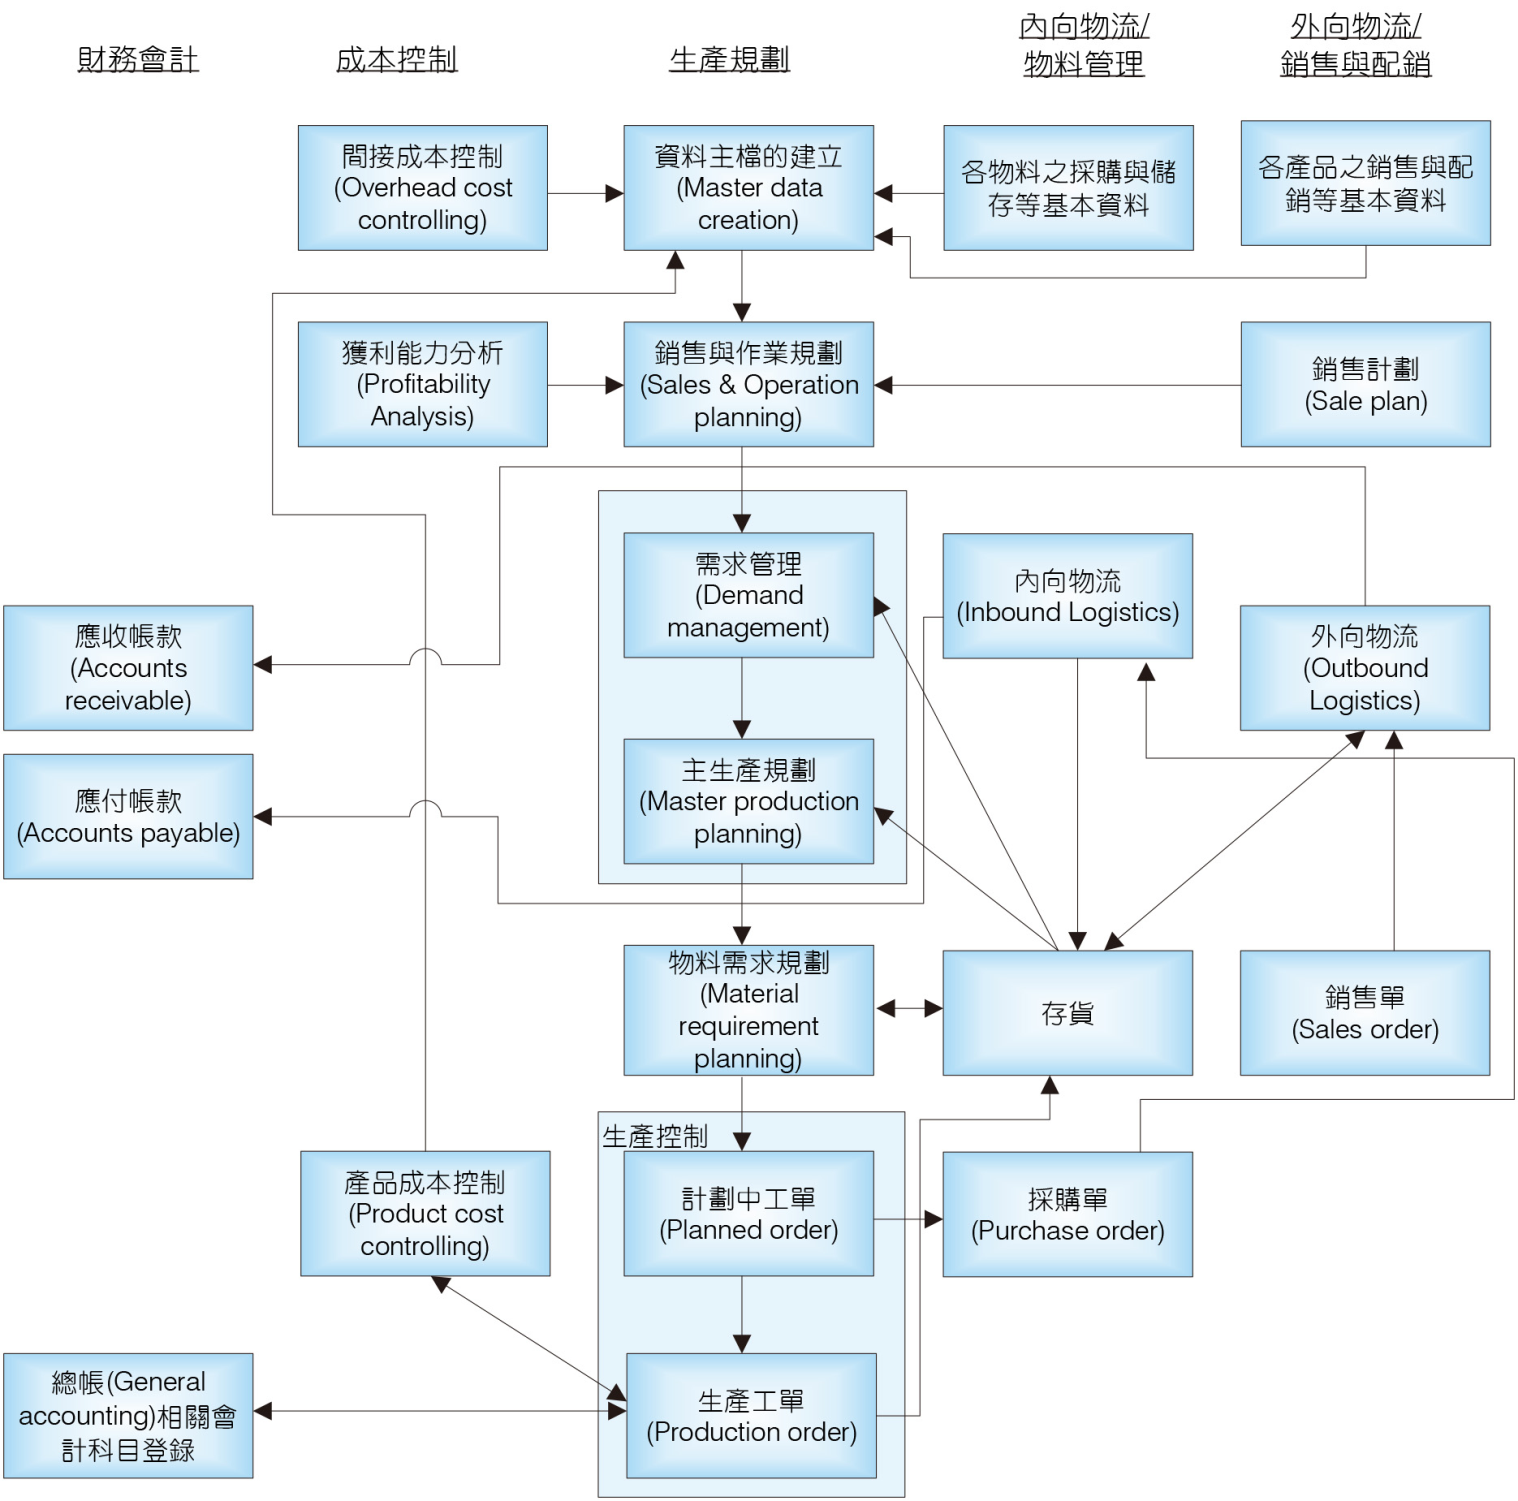 財務會計
成本控制
生產規劃
內向物流/
物料管理
外向物流/
銷售與配銷
間接成本控制
(Overhead cost
controlling)
資料主檔的建立
(Master data
creation)
各物料之採購與儲
存等基本資料
各產品之銷售與配
銷等基本資料
獲利能力分析
(Profitability
Analysis)
銷售與作業規劃
(Sales & Operation
planning)
銷售計劃
(Sale plan)
需求管理
(Demand
management)
內向物流
(Inbound Logistics)
應收帳款
(Accounts
receivable)
外向物流
(Outbound
Logistics)
應付帳款
(Accounts payable)
主生產規劃
(Master production
planning)
物料需求規劃
(Material
requirement
planning)
存貨
銷售單
(Sales order)
生產控制
產品成本控制
(Product cost
controlling)
計劃中工單
(Planned order)
採購單
(Purchase order)
總帳(General
accounting)相關會
計科目登錄
生產工單
(Production order)